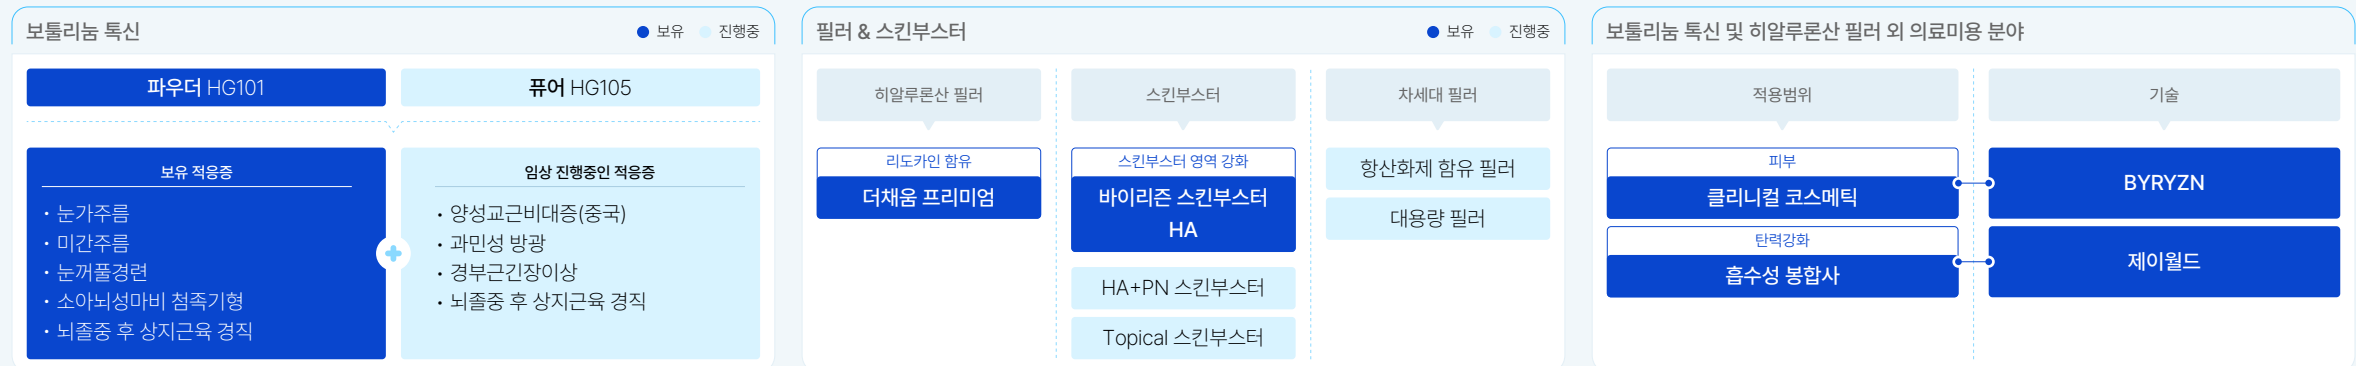 보툴리눔 톡신
보유 진행중
파우더 HG101
퓨어 HG105
보유 적응증
· 눈가주름
· 미간주름
· 눈꺼풀경련
· 소아뇌성마비 첨족기형
· 뇌졸중 후 상지근육 경직
임상 진행중인 적응증
· 양성교근비대증(중국)
· 과민성 방광
· 경부근긴장이상
· 뇌졸중 후 상지근육 경직
필러 & 스킨부스터
보유 진행중
히알루론산 필러
리도카인 함유
더채움 프리미엄
스킨부스터
스킨부스터 영역 강화
바이리즌 스킨부스터
HA
HA+PN 스킨부스터
Topical 스킨부스터
차세대 필러
항산화제 함유 필러
대용량 필러
보툴리눔 톡신 및 히알루론산 필러 외 의료미용 분야
적용범위
기술
피부
클리니컬 코스메틱
BYRYZN
탄력강화
흡수성 봉합사
제이월드